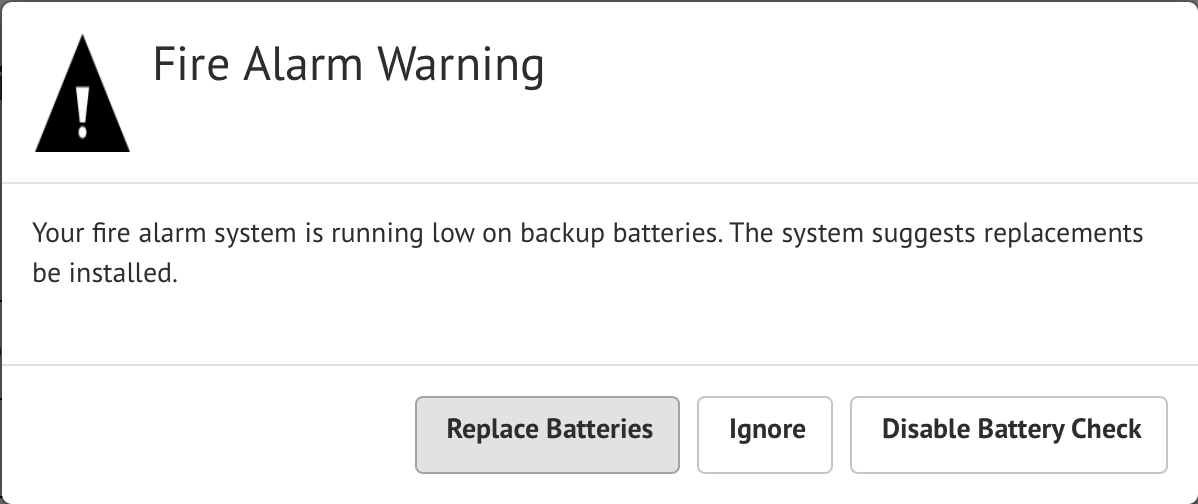 !
Fire Alarm Warning
Your fire alarm system is running low on backup batteries. The system suggests replacements
be installed.
Replace Batteries Ignore Disable Battery Check